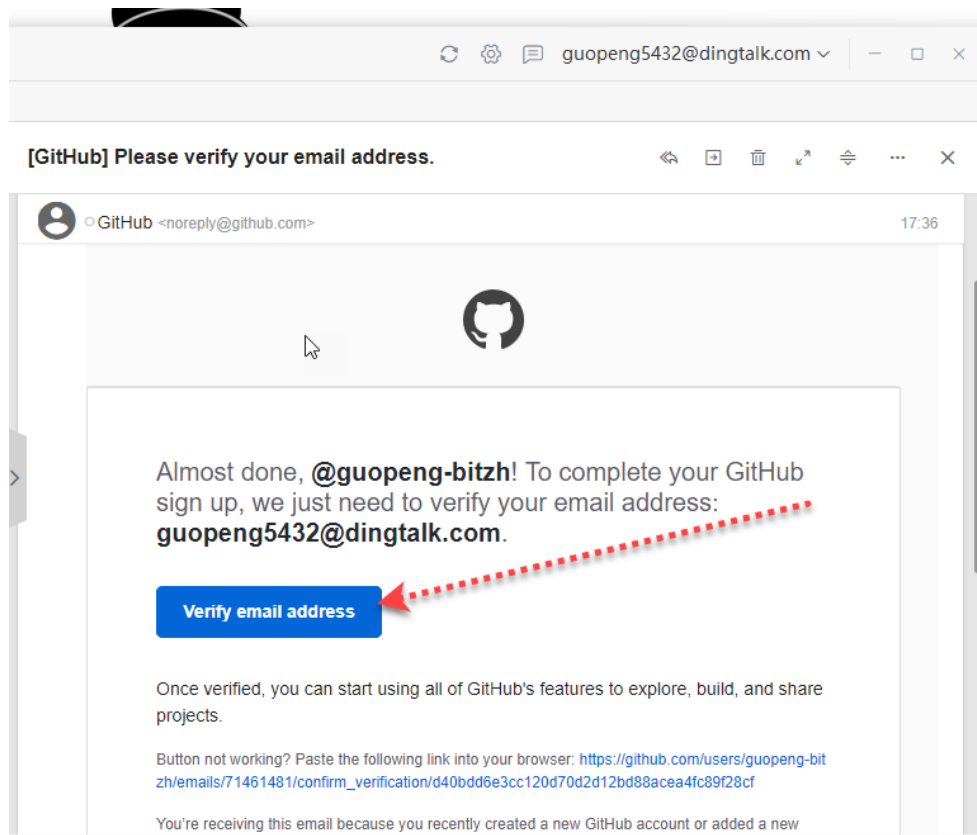 guopeng5432@dingtalk.com
[GitHub] Please verify your email address.
GitHub <noreply@github.com>
17:36
Almost done, @guopeng-bitzh! To complete your GitHub
sign up, we just need to verify your email address:
guopeng5432@dingtalk.com.
Verify email address
Once verified, you can start using all of GitHub's features to explore, build, and share
projects.
Button not working? Paste the following link into your browser: https://github.com/users/guopeng-bit
zh/emails/71461481/confirm_verification/d40bdd6e3cc120d70d2d12bd88acea4fc89f28cf
You're receiving this email because you recently created a new GitHub account or added a new